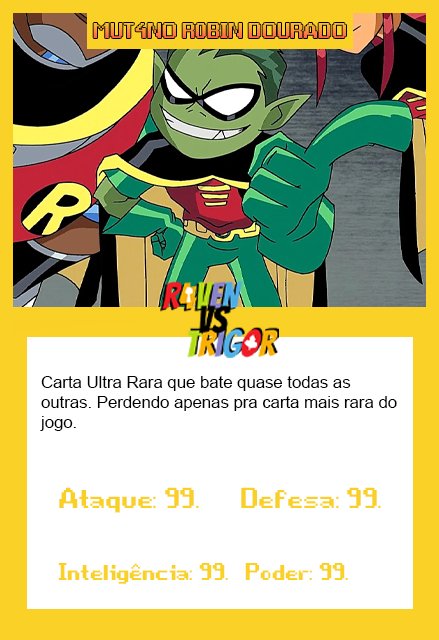 MUT4NO R0BIN DOURADO
R
R4VEN
VS
TRIGOR
Carta Ultra Rara que bate quase todas as
outras. Perdendo apenas pra carta mais rara do
jogo.
Ataque: 99. Defesa: 99.
Inteligência: 99. Poder: 99.